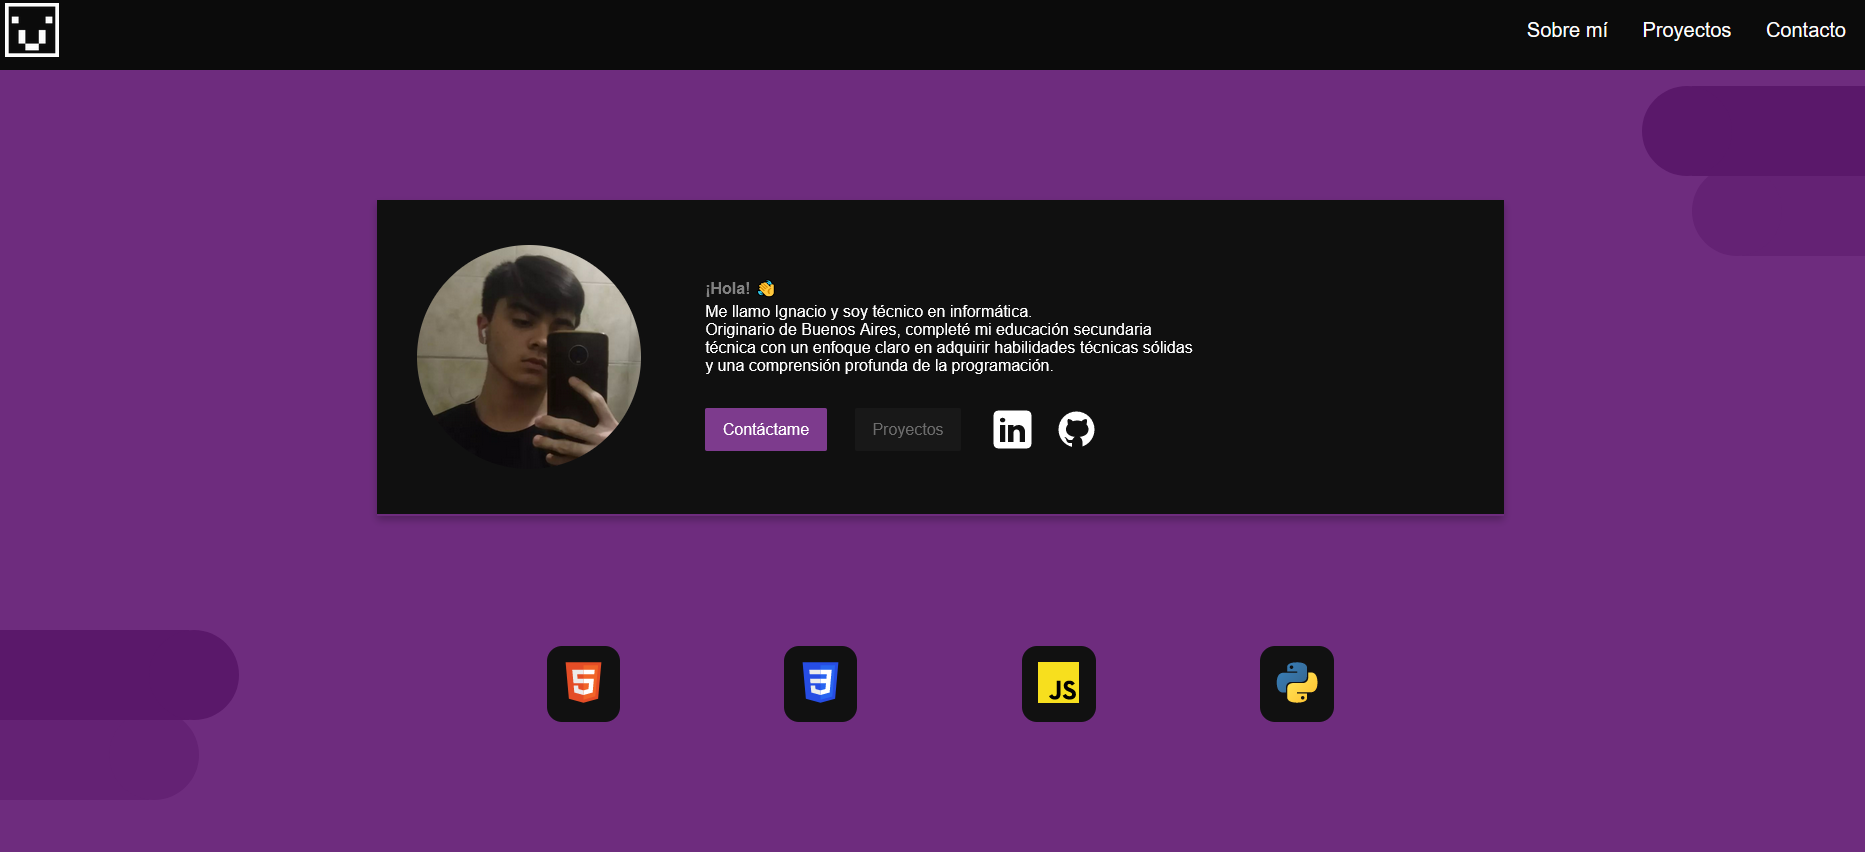 Sobre mí Proyectos Contacto
¡Hola! 👋
Me llamo Ignacio y soy técnico en informática.
Originario de Buenos Aires, completé mi educación secundaria
técnica con un enfoque claro en adquirir habilidades técnicas sólidas
y una comprensión profunda de la programación.
Contáctame Proyectos in
5 3 JS